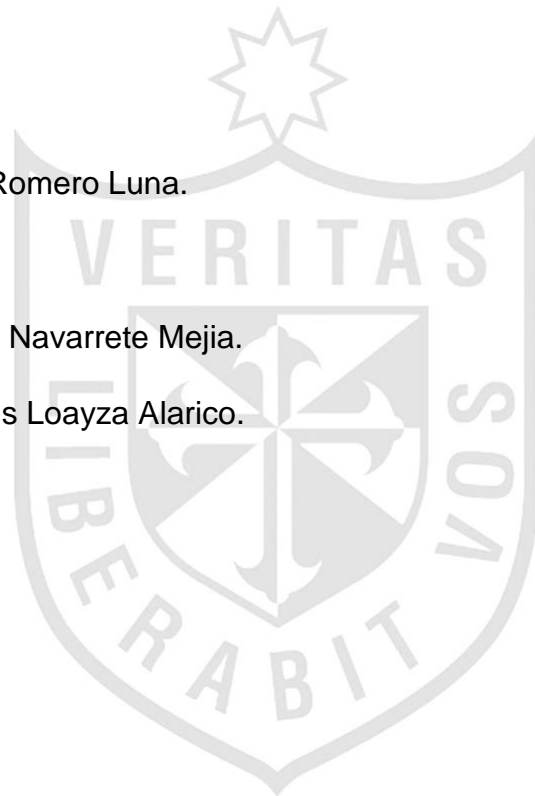 Romero Luna.
VERITAS
Navarrete Mejia.
s Loayza Alarico.
LIBERABIT
VOS